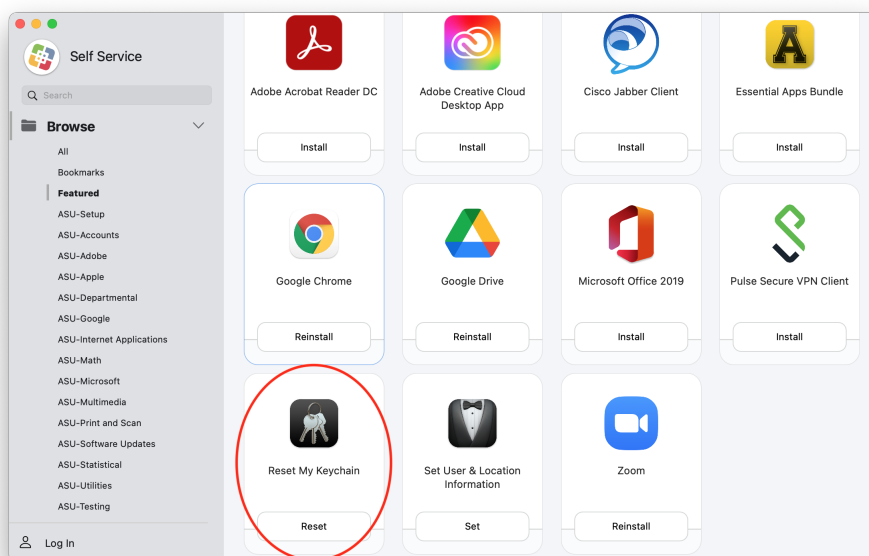 Self Service
Search
Browse
All
Bookmarks
Featured
ASU-Setup
ASU-Accounts
ASU-Adobe
ASU-Apple
ASU-Departmental
ASU-Google
ASU-Internet Applications
ASU-Math
ASU-Microsoft
ASU-Multimedia
ASU-Print and Scan
ASU-Software Updates
ASU-Statistical
ASU-Utilities
ASU-Testing
Log In
Adobe Acrobat Reader DC
Install
Adobe Creative Cloud
Desktop App
Install
Cisco Jabber Client
Install
A
Essential Apps Bundle
Install
Google Chrome
Reinstall
Google Drive
Reinstall
Microsoft Office 2019
Install
Pulse Secure VPN Client
Install
Reset My Keychain
Reset
Set User & Location
Information
Set
Zoom
Reinstall